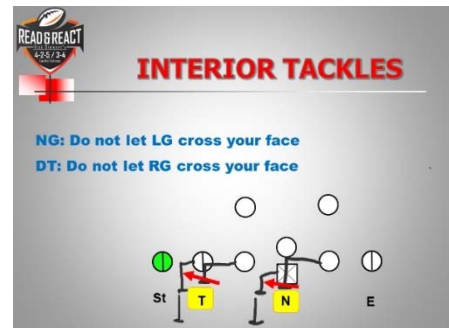 READ & REACT
4-2-5 / 3-4
INTERIOR TACKLES
NG: Do not let LG cross your face
DT: Do not let RG cross your face
St T N E